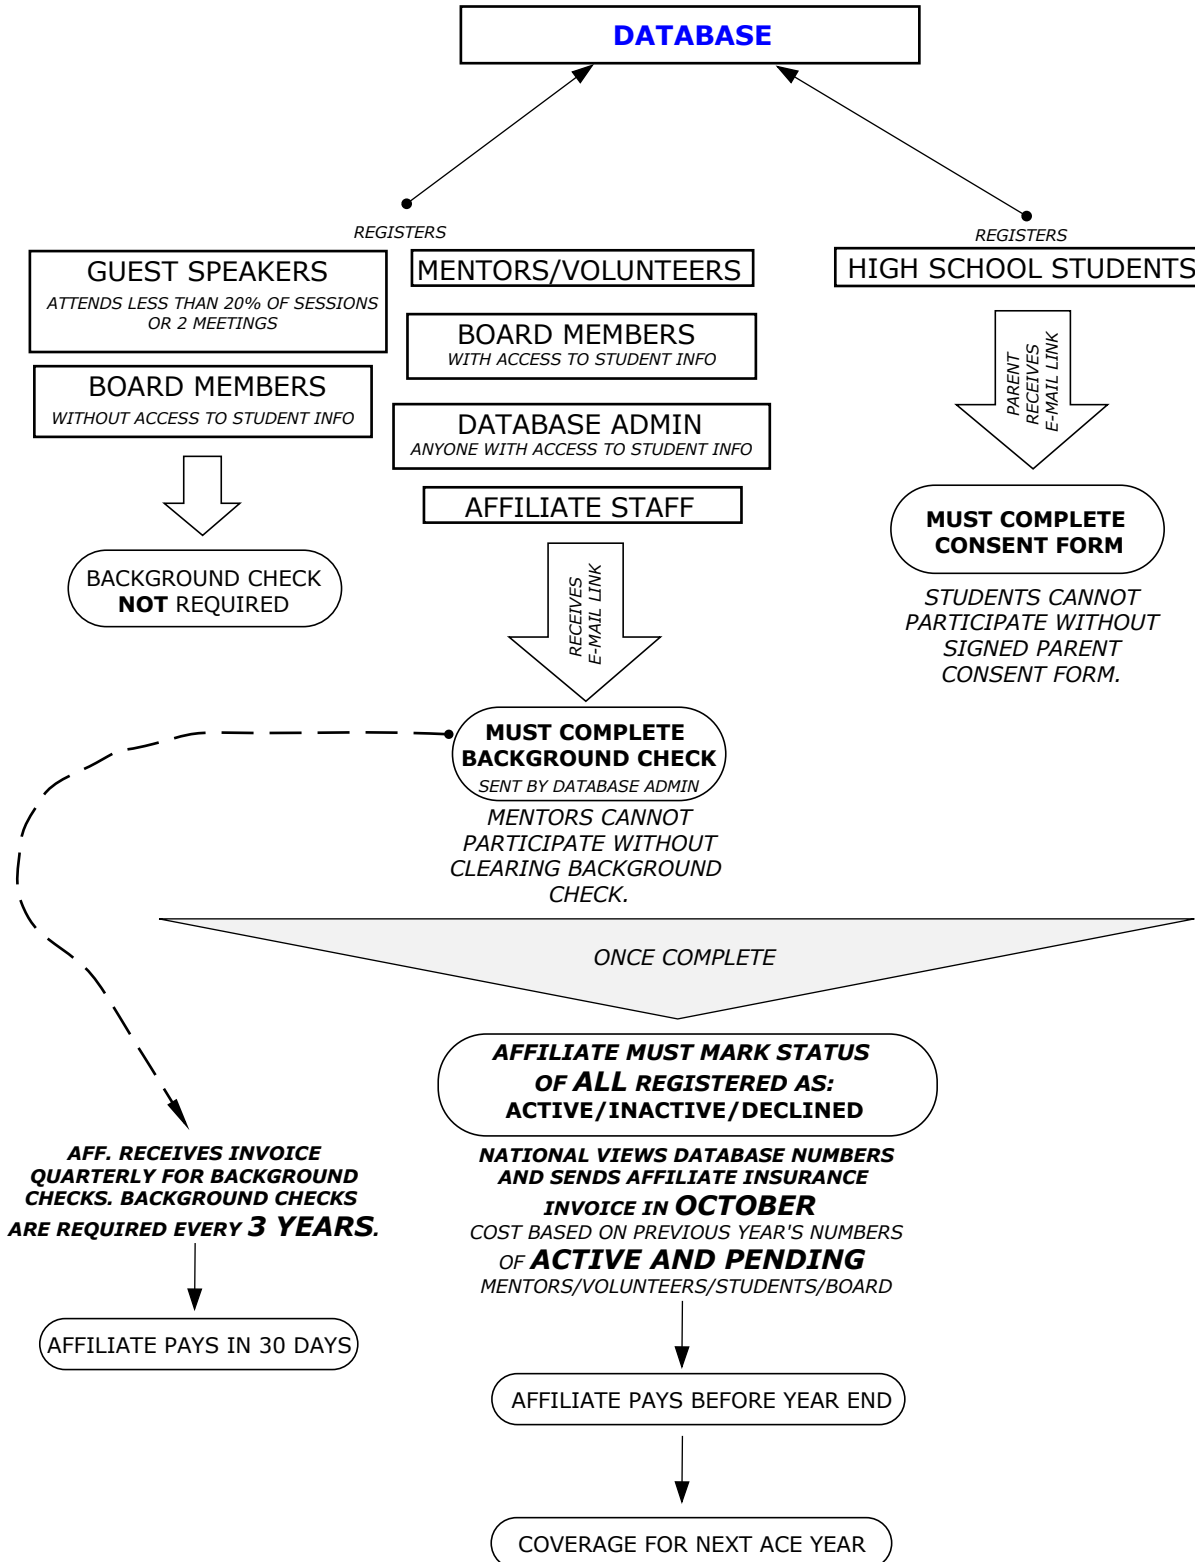 DATABASE
REGISTERS
GUEST SPEAKERS
ATTENDS LESS THAN 20% OF SESSIONS
OR 2 MEETINGS
BOARD MEMBERS
WITHOUT ACCESS TO STUDENT INFO
BACKGROUND CHECK
NOT REQUIRED
MENTORS/VOLUNTEERS
BOARD MEMBERS
WITH ACCESS TO STUDENT INFO
DATABASE ADMIN
ANYONE WITH ACCESS TO STUDENT INFO
AFFILIATE STAFF
RECEIVES
E-MAIL LINK
MUST COMPLETE
BACKGROUND CHECK
SENT BY DATABASE ADMIN
MENTORS CANNOT
PARTICIPATE WITHOUT
CLEARING BACKGROUND
CHECK.
REGISTERS
HIGH SCHOOL STUDENTS
PARENT
RECEIVES
E-MAIL LINK
MUST COMPLETE
CONSENT FORM
STUDENTS CANNOT
PARTICIPATE WITHOUT
SIGNED PARENT
CONSENT FORM.
ONCE COMPLETE
AFFILIATE MUST MARK STATUS
OF ALL REGISTERED AS:
ACTIVE/INACTIVE/DECLINED
AFF. RECEIVES INVOICE
QUARTERLY FOR BACKGROUND
CHECKS. BACKGROUND CHECKS
ARE REQUIRED EVERY 3 YEARS.
AFFILIATE PAYS IN 30 DAYS
NATIONAL VIEWS DATABASE NUMBERS
AND SENDS AFFILIATE INSURANCE
INVOICE IN OCTOBER
COST BASED ON PREVIOUS YEAR'S NUMBERS
OF ACTIVE AND PENDING
MENTORS/VOLUNTEERS/STUDENTS/BOARD
AFFILIATE PAYS BEFORE YEAR END
COVERAGE FOR NEXT ACE YEAR